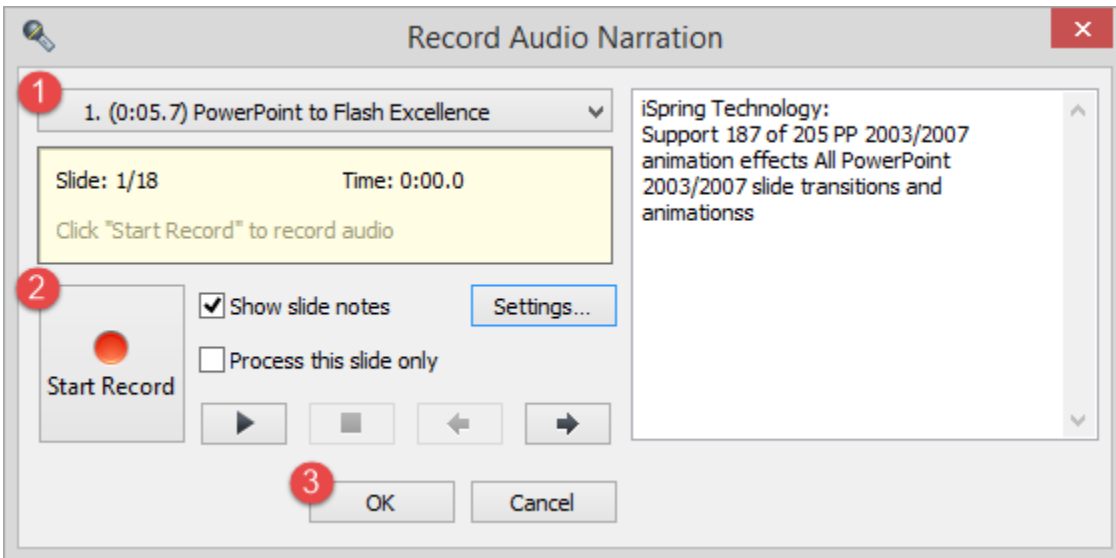 Record Audio Narration
1
1. (0:05.7) PowerPoint to Flash Excellence
Slide: 1/18 Time: 0:00.0
Click "Start Record" to record audio
2
Start Record
Show slide notes
Settings...
Process this slide only
3
OK
Cancel
iSpring Technology:
Support 187 of 205 PP 2003/2007
animation effects All PowerPoint
2003/2007 slide transitions and
animationss